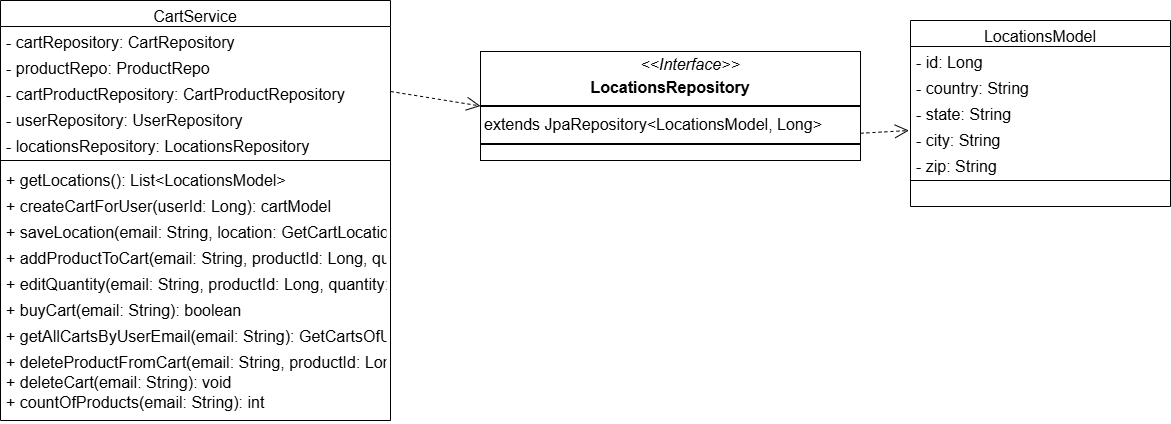 CartService
- cartRepository: CartRepository
- productRepo: ProductRepo
- cartProductRepository: CartProductRepository
- userRepository: UserRepository
- locationsRepository: LocationsRepository
+ getLocations(): List<LocationsModel>
+ createCartForUser(userId: Long): cartModel
+ saveLocation(email: String, location: GetCartLocatio
+ addProductToCart(email: String, productId: Long, qu
+ editQuantity(email: String, productId: Long, quantity:
+ buyCart(email: String): boolean
+ getAllCartsByUserEmail(email: String): GetCartsOfU
+ deleteProductFromCart(email: String, productId: Lon
+ deleteCart(email: String): void
+ countOfProducts(email: String): int
<<Interface>>
LocationsRepository
extends JpaRepository<LocationsModel, Long>
LocationsModel
- id: Long
- country: String
- state: String
- city: String
- zip: String